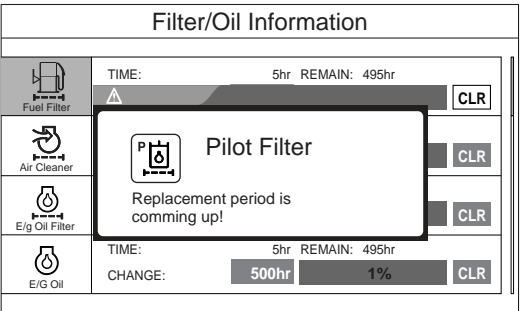 Filter/Oil Information
TIME: 5hr REMAIN: 495hr
Fuel Filter
CLR
Air Cleaner
CLR
P
Pilot Filter
Replacement period is
comming up!
E/g Oil Filter
CLR
TIME: 5hr REMAIN: 495hr
E/G Oil
CHANGE: 500hr 1% CLR